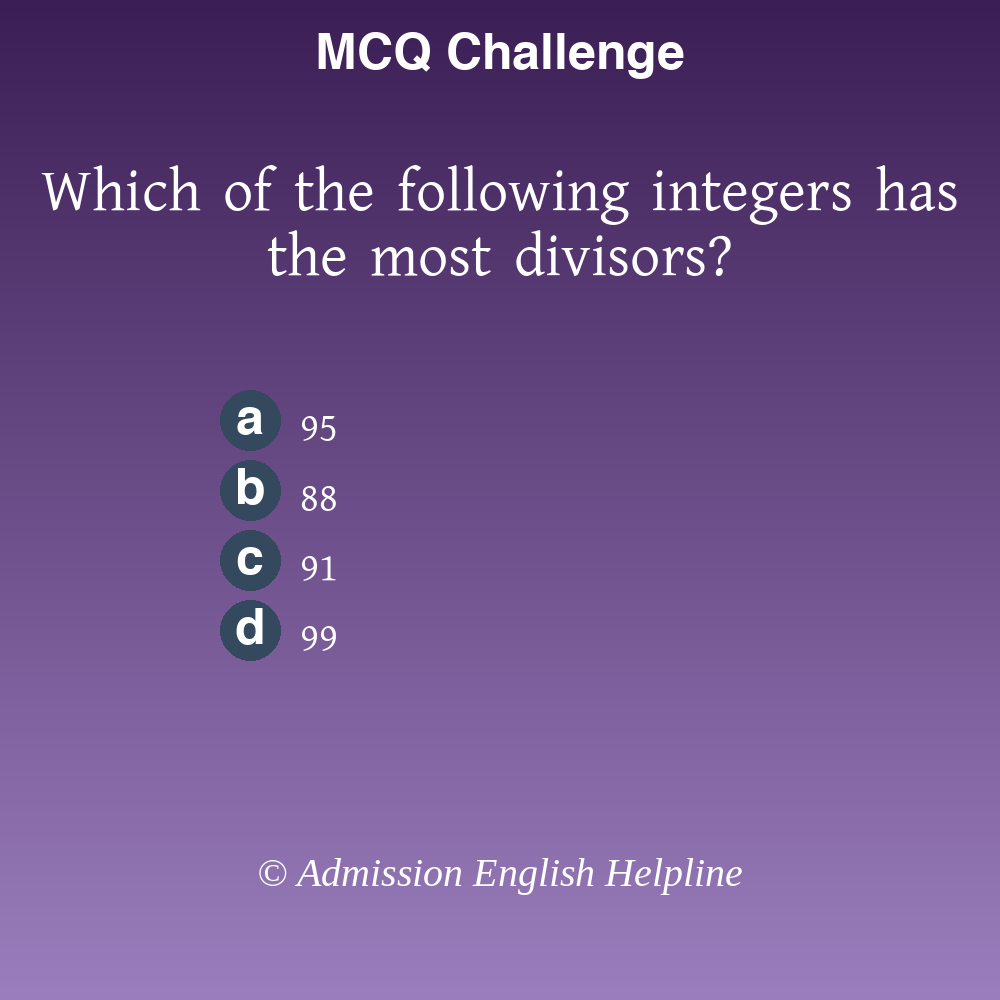 MCQ Challenge
Which of the following integers has
the most divisors?
a 95
b 88
c 91
d 99
© Admission English Helpline